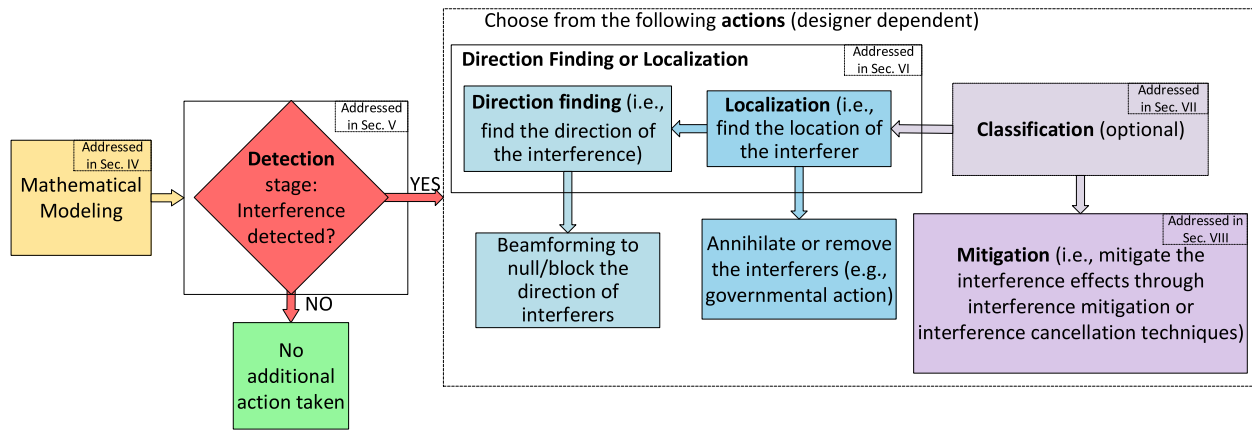 Choose from the following actions (designer dependent)
Addressed
in Sec. IV
Mathematical
Modeling
Addressed
in Sec. V
Detection
stage:
Interference
detected?
YES
NO
No
additional
action taken
Direction Finding or Localization
Addressed
in Sec. VI
Direction finding (i.e.,
find the direction of
the interference)
Localization (i.e.,
find the location of
the interferer
Addressed
in Sec. VII
Classification (optional)
Beamforming to
null/block the
direction of
interferers
Annihilate or remove
the interferers (e.g.,
governmental action)
Addressed in
Sec. VIII
Mitigation (i.e., mitigate the
interference effects through
interference mitigation or
interference cancellation techniques)